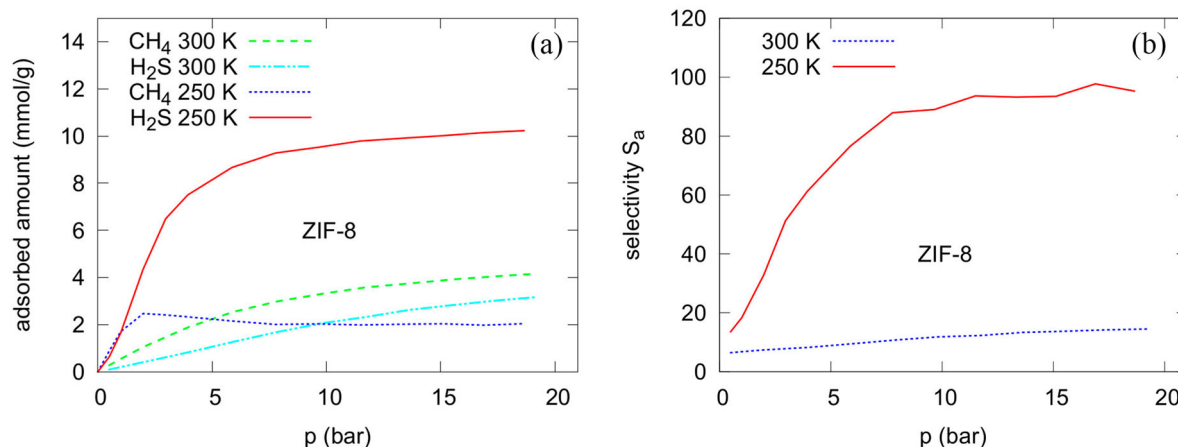 (a)
CH₄ 300 K
H₂S 300 K
CH₄ 250 K
H₂S 250 K
ZIF-8
adsorbed amount (mmol/g)
14
12
10
8
6
4
2
0
0 5 10 15 20
p (bar)
(b)
300 K
250 K
ZIF-8
selectivity Sₐ
120
100
80
60
40
20
0
0 5 10 15 20
p (bar)